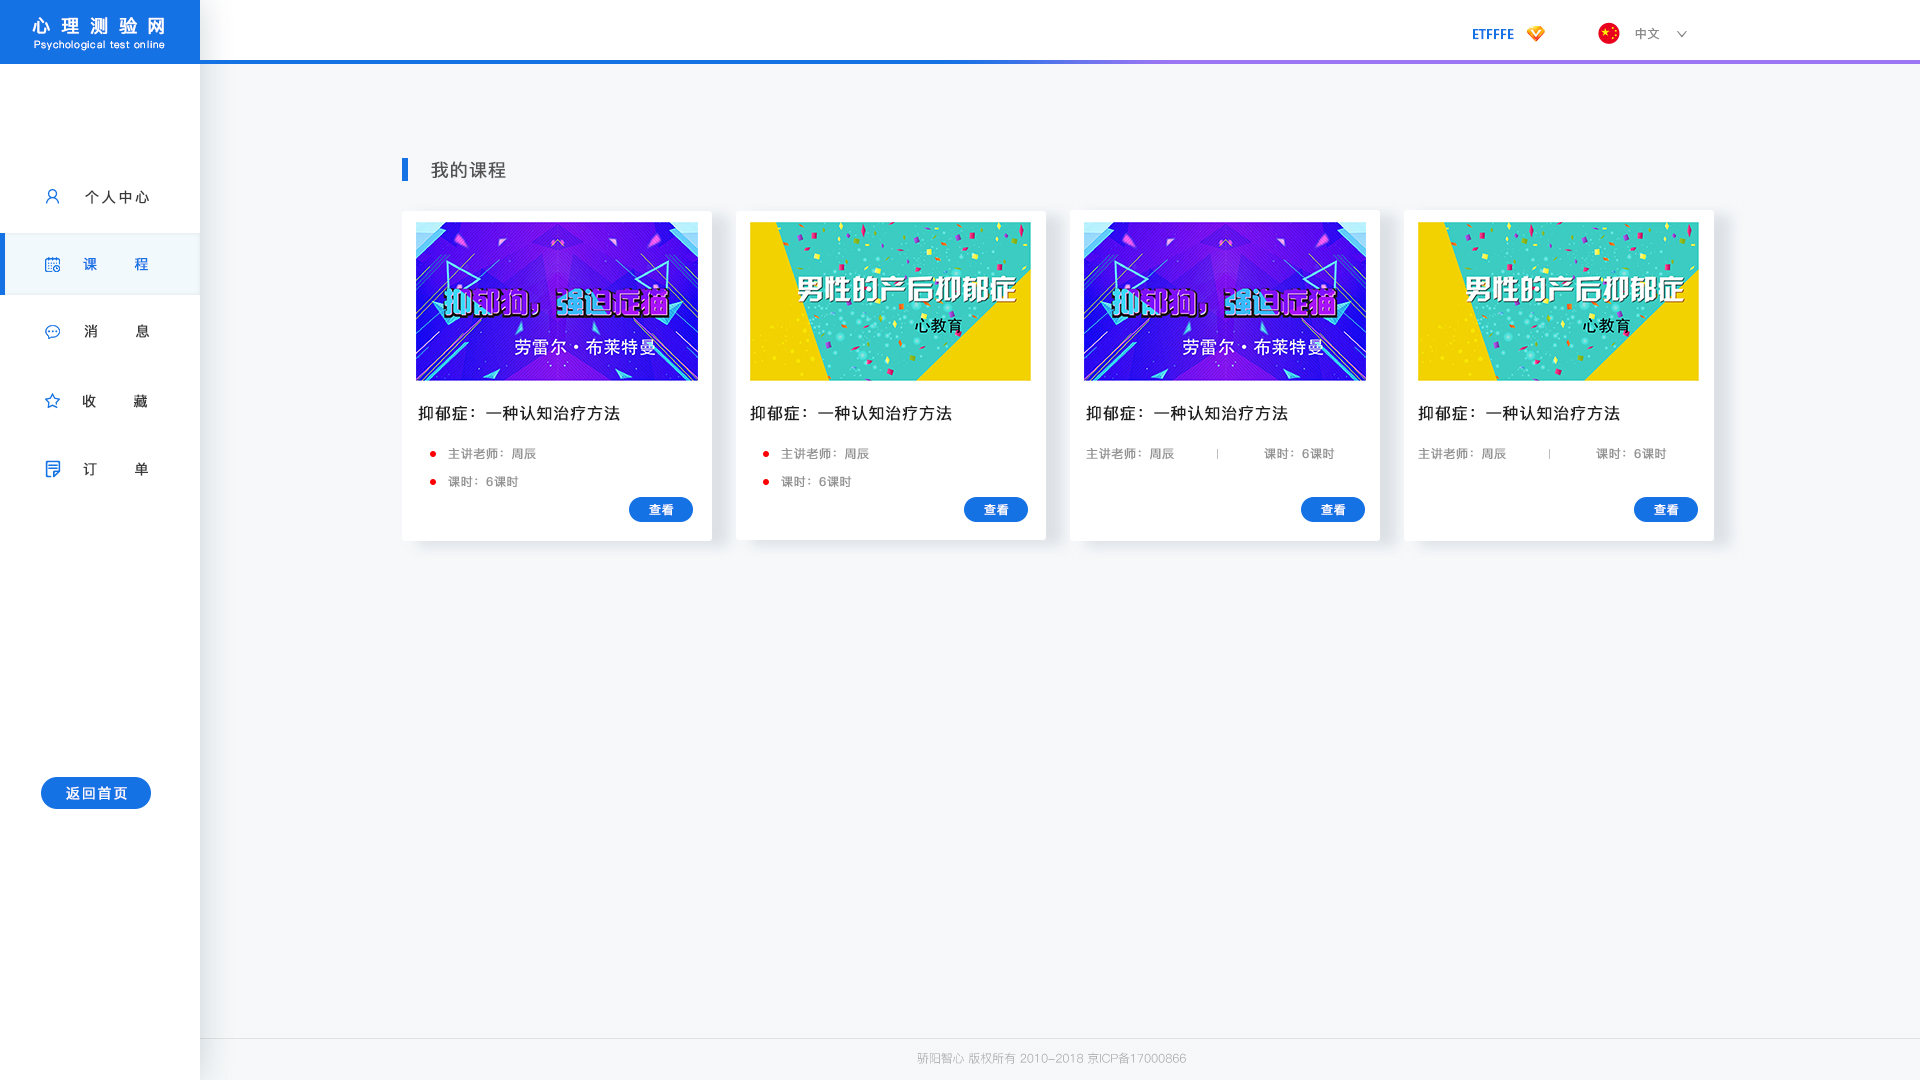 心理测验网
Psychological test online
ETFFFE
中文
个人中心
课程
消息
收藏
订单
返回首页
我的课程
抑郁狗，强迫症猫
劳雷尔·布莱特曼
抑郁症：一种认知治疗方法
主讲老师：周辰
课时：6课时
查看
男性的产后抑郁症
心教育
抑郁症：一种认知治疗方法
主讲老师：周辰
课时：6课时
查看
抑郁狗，强迫症猫
劳雷尔·布莱特曼
抑郁症：一种认知治疗方法
主讲老师：周辰 | 课时：6课时
查看
男性的产后抑郁症
心教育
抑郁症：一种认知治疗方法
主讲老师：周辰 | 课时：6课时
查看
骄阳智心 版权所有 2010-2018 京ICP备17000866